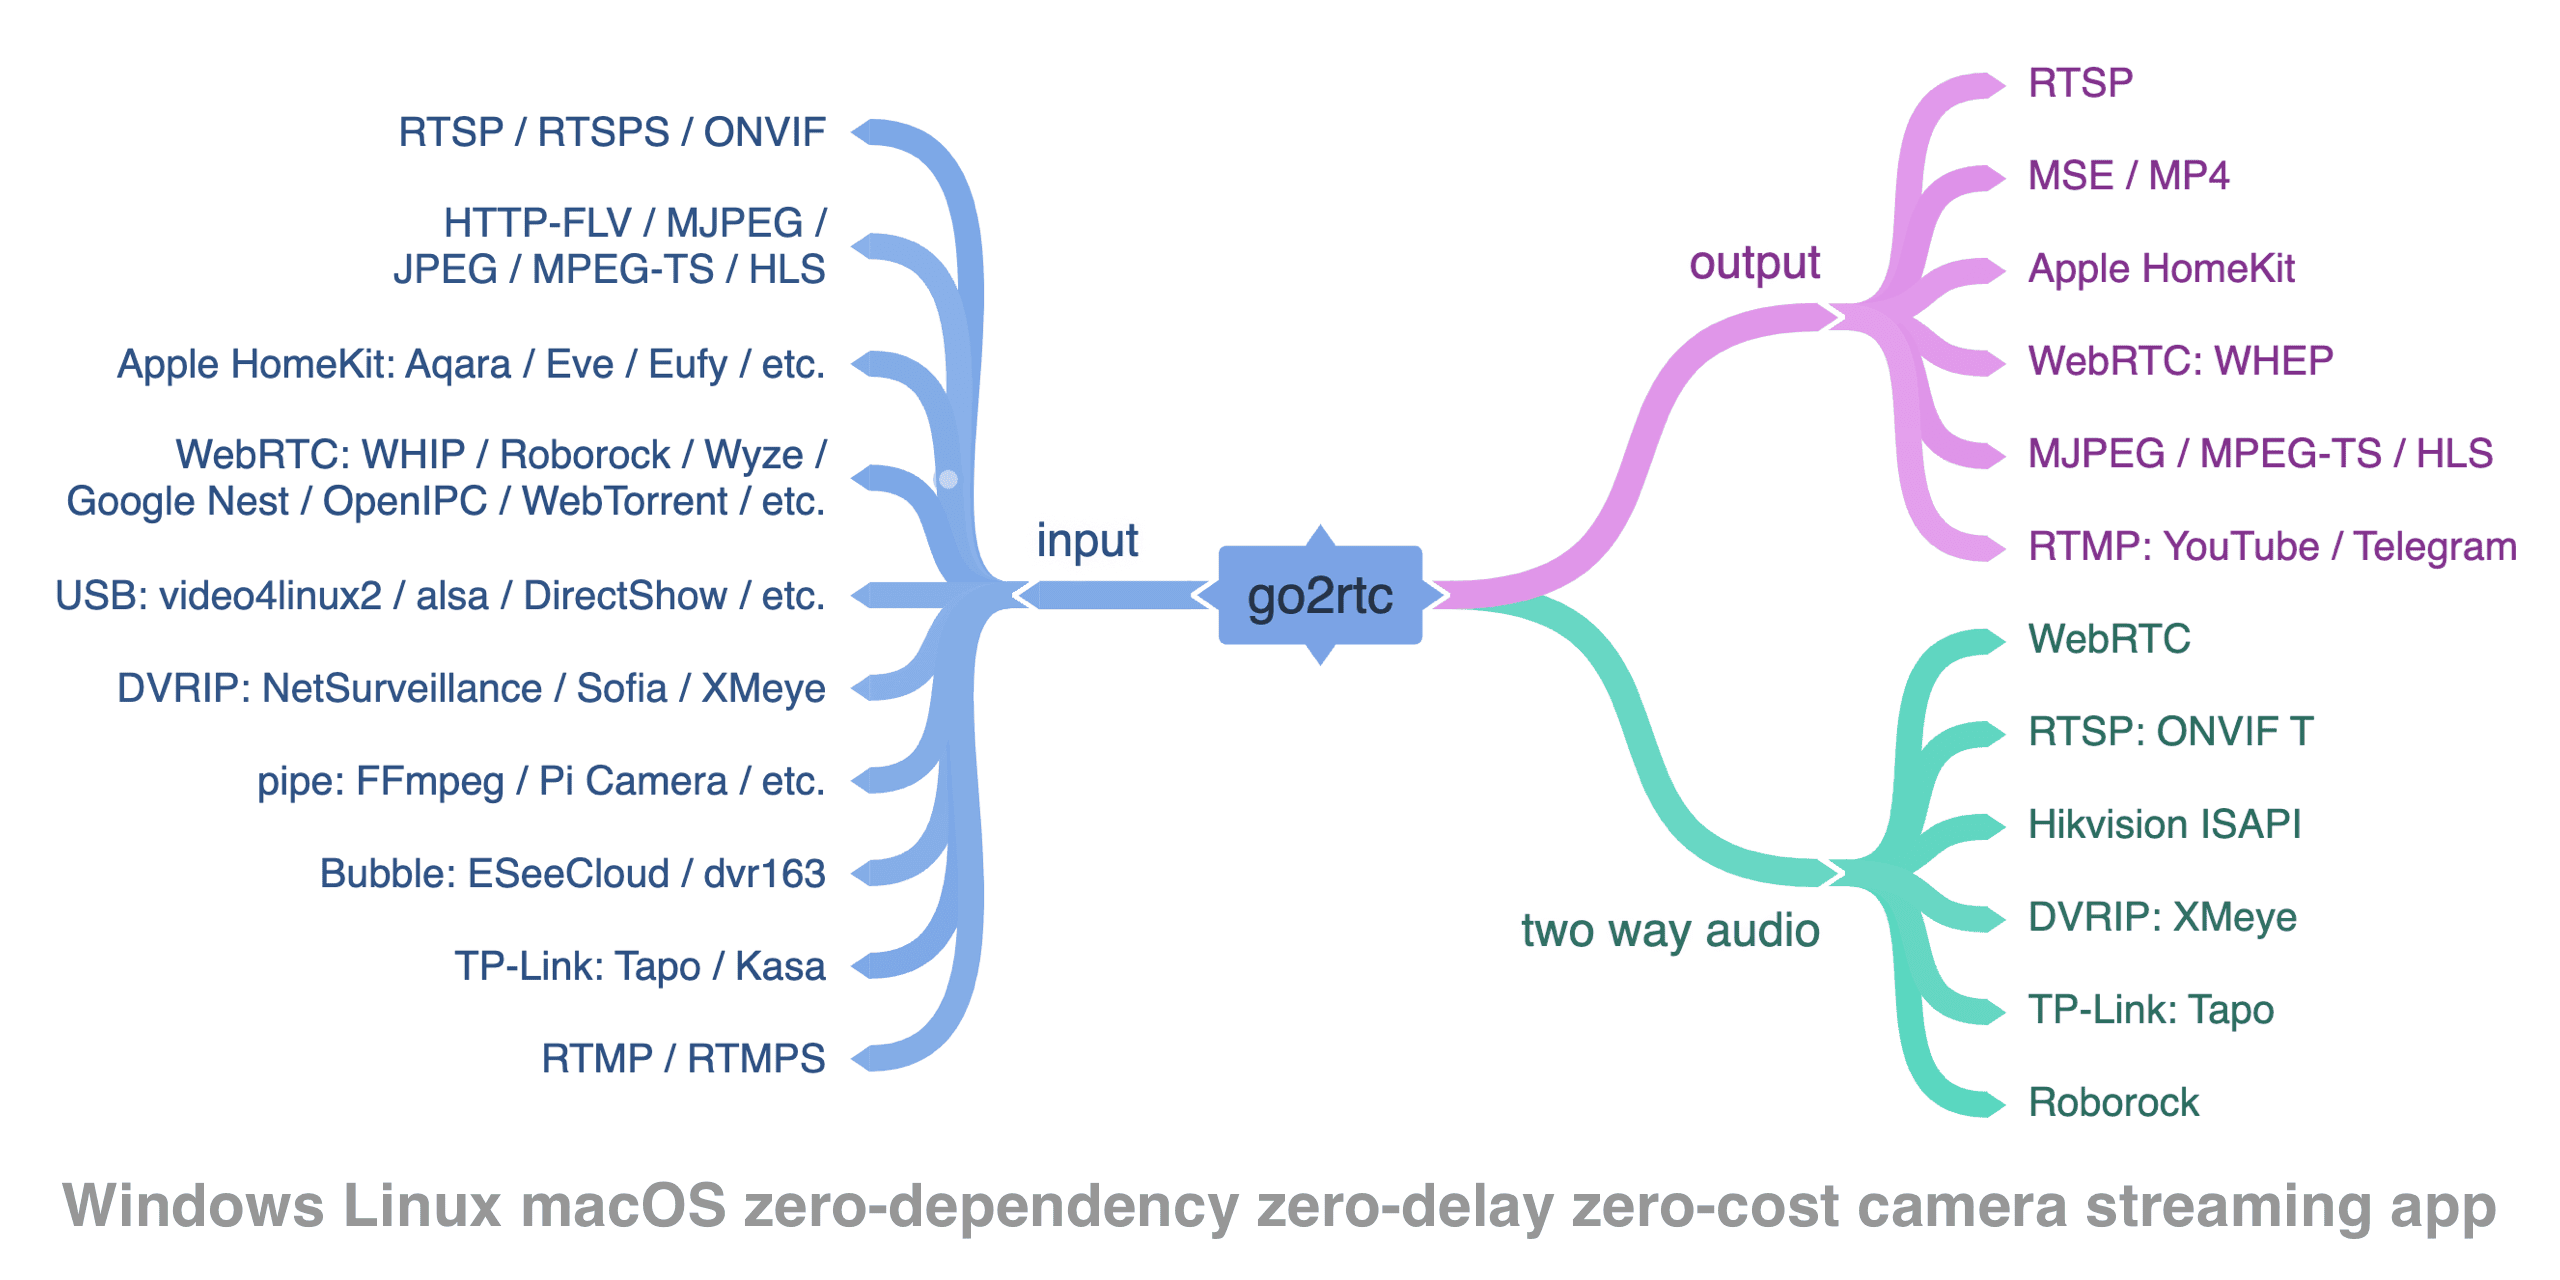 RTSP / RTSPS / ONVIF
HTTP-FLV / MJPEG /
JPEG / MPEG-TS / HLS
Apple HomeKit: Aqara / Eve / Eufy / etc.
WebRTC: WHIP / Roborock / Wyze /
Google Nest / OpenIPC / WebTorrent / etc.
USB: video4linux2 / alsa / DirectShow / etc.
DVRIP: NetSurveillance / Sofia / XMeye
pipe: FFmpeg / Pi Camera / etc.
Bubble: ESeeCloud / dvr163
TP-Link: Tapo / Kasa
RTMP / RTMPS
input
go2rtc
output
RTSP
MSE / MP4
Apple HomeKit
WebRTC: WHEP
MJPEG / MPEG-TS / HLS
RTMP: YouTube / Telegram
two way audio
WebRTC
RTSP: ONVIF T
Hikvision ISAPI
DVRIP: XMeye
TP-Link: Tapo
Roborock
Windows Linux macOS zero-dependency zero-delay zero-cost camera streaming app